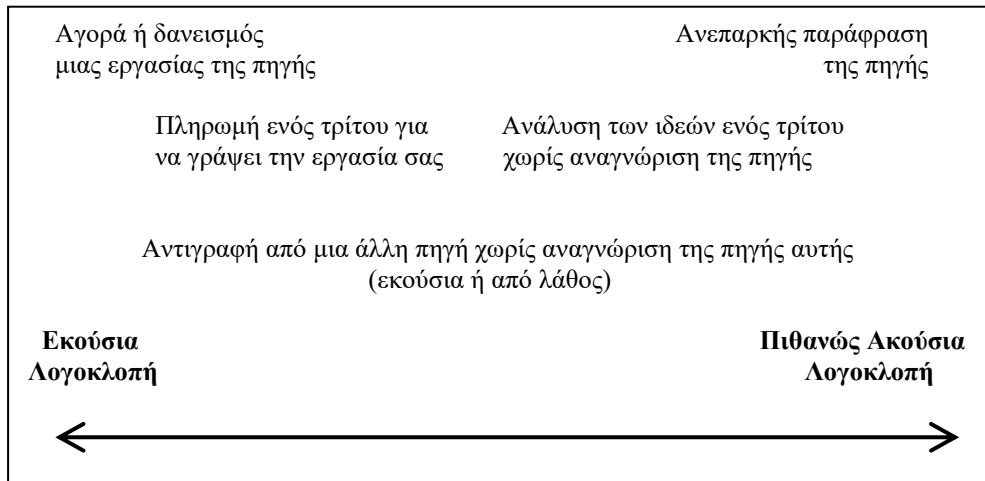 Αγορά ή δανεισμός
μιας εργασίας της πηγής
Ανεπαρκής παράφραση
της πηγής
Πληρωμή ενός τρίτου για
να γράψει την εργασία σας
Ανάλυση των ιδεών ενός τρίτου
χωρίς αναγνώριση της πηγής
Αντιγραφή από μια άλλη πηγή χωρίς αναγνώριση της πηγής αυτής
(εκούσια ή από λάθος)
Εκούσια
Λογοκλοπή
Πιθανώς Ακούσια
Λογοκλοπή